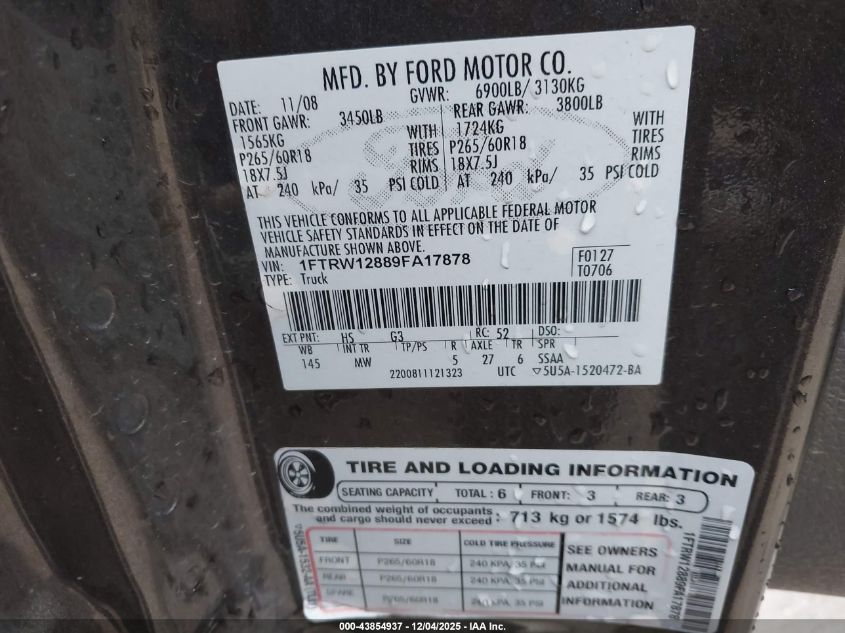 MFD. BY FORD MOTOR CO.
DATE: 11/08 GVWR: 6900LB/ 3130KG
FRONT GAWR: 3450LB REAR GAWR: 3800LB
1565KG WITH 1724KG WITH
P265/60R18 TIRES P265/60R18 TIRES
18X7.5J RIMS 18X7.5J RIMS
AT 240 kPa/ 35 PSI COLD AT 240 kPa/ 35 PSI COLD
THIS VEHICLE CONFORMS TO ALL APPLICABLE FEDERAL MOTOR
VEHICLE SAFETY STANDARDS IN EFFECT ON THE DATE OF
MANUFACTURE SHOWN ABOVE.
VIN: 1FTRW12889FA17878 F0127
TYPE: Truck T0706
EXT PNT: HS G3 RC: 52 DSO:
WB INT TR TP/PS R AXLE TR SPR
145 MW 5 27 6 SSAA
2200811121323 UTC ▽5U5A-1520472-BA
TIRE AND LOADING INFORMATION
SEATING CAPACITY TOTAL: 6 FRONT: 3 REAR: 3
The combined weight of occupants
and cargo should never exceed: 713 kg or 1574 lbs.
TIRE SIZE COLD TIRE PRESSURE
FRONT P265/60R18 240 KPA, 35 PSI
REAR P265/60R18 240 KPA, 35 PSI
SPARE P265/60R18 KPA, 35 PSI
SEE OWNERS
MANUAL FOR
ADDITIONAL
INFORMATION
1FTRW12889FA17878
000-43854937 - 12/04/2025 - IAA Inc.